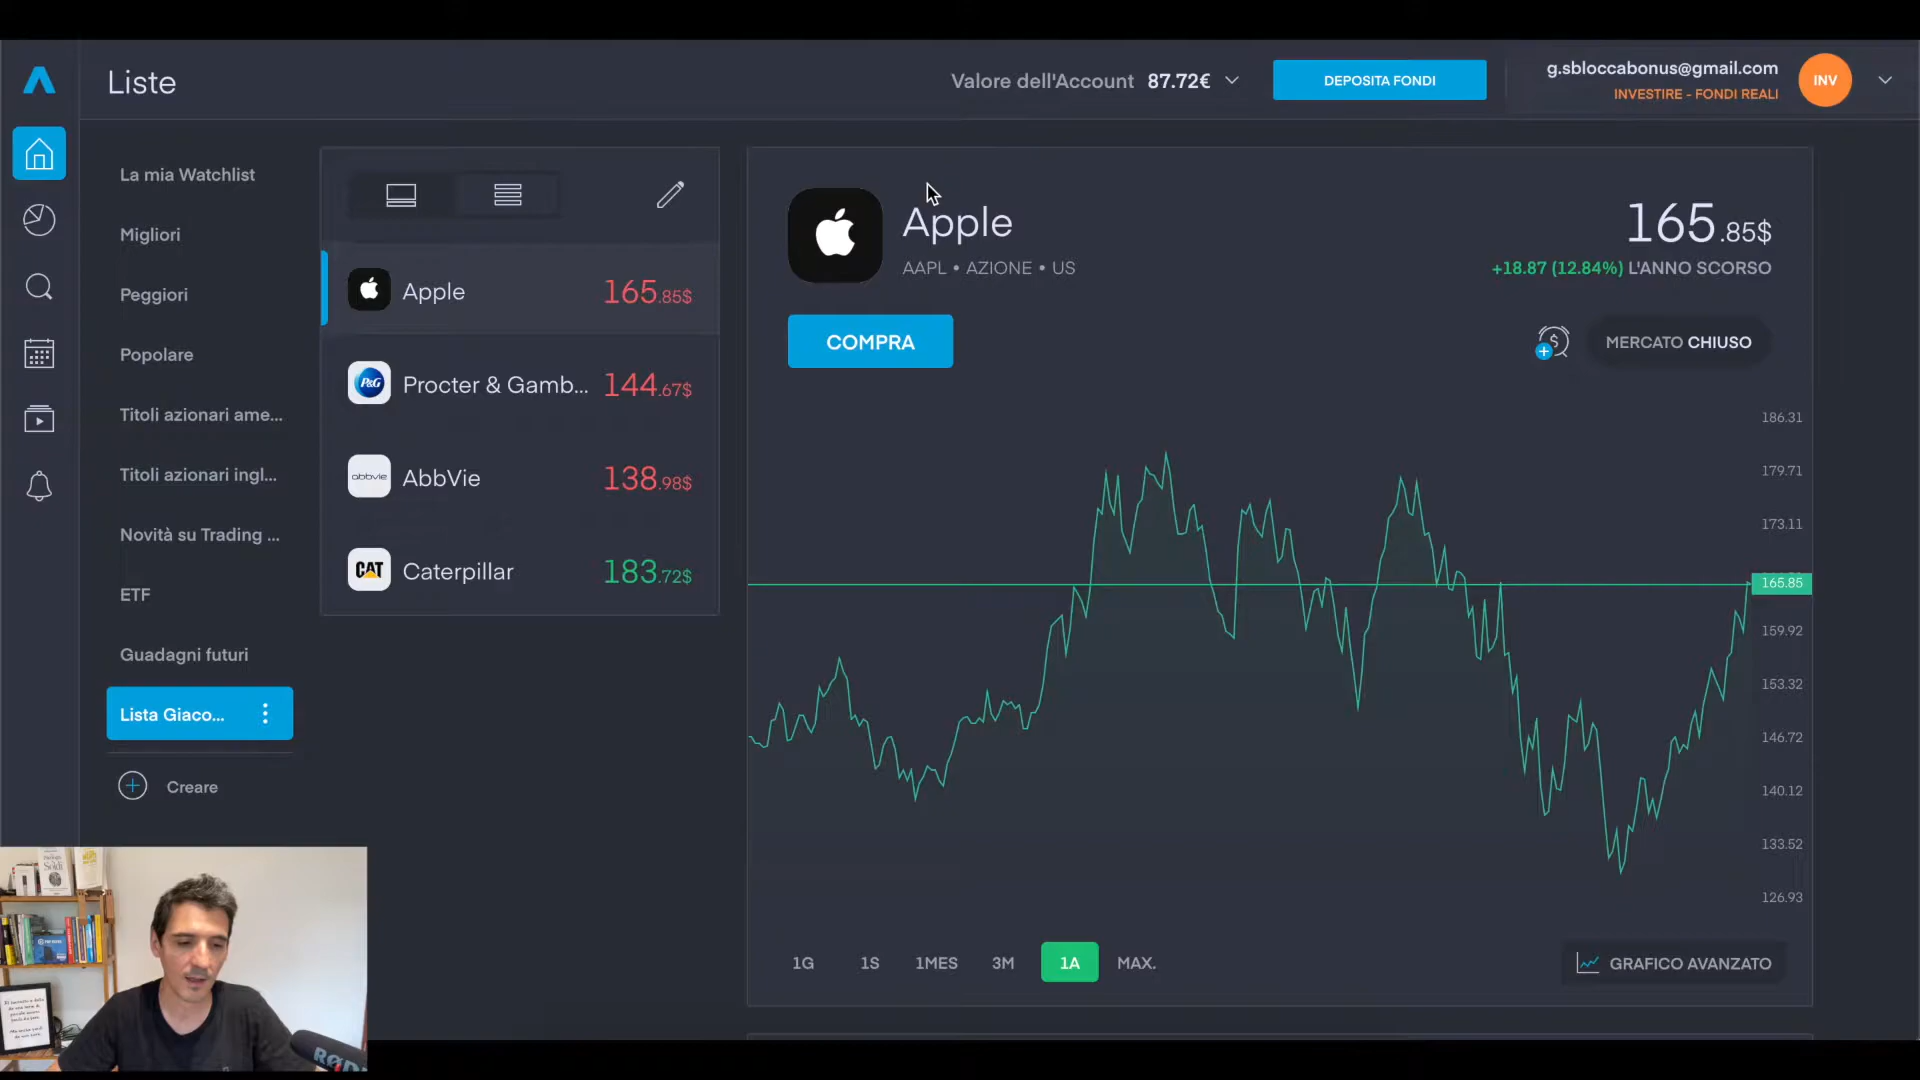 Liste
Valore dell'Account 87.72€
DEPOSITA FONDI
g.sbloccabonus@gmail.com
INVESTIRE - FONDI REALI
INV
La mia Watchlist
Migliori
Peggiori
Popolare
Titoli azionari ame...
Titoli azionari ingl...
Novità su Trading ...
ETF
Guadagni futuri
Lista Giaco...
Creare
Apple 165.85$
P&G
Procter & Gamb... 144.67$
abbvie
AbbVie 138.98$
CAT
Caterpillar 183.72$
Apple
AAPL • AZIONE • US
165.85$
+18.87 (12.84%) L'ANNO SCORSO
COMPRA
MERCATO CHIUSO
186.31
179.71
173.11
165.85
159.92
153.32
146.72
140.12
133.52
126.93
1G 1S 1MES 3M 1A MAX.
GRAFICO AVANZATO
Soldi
RØD